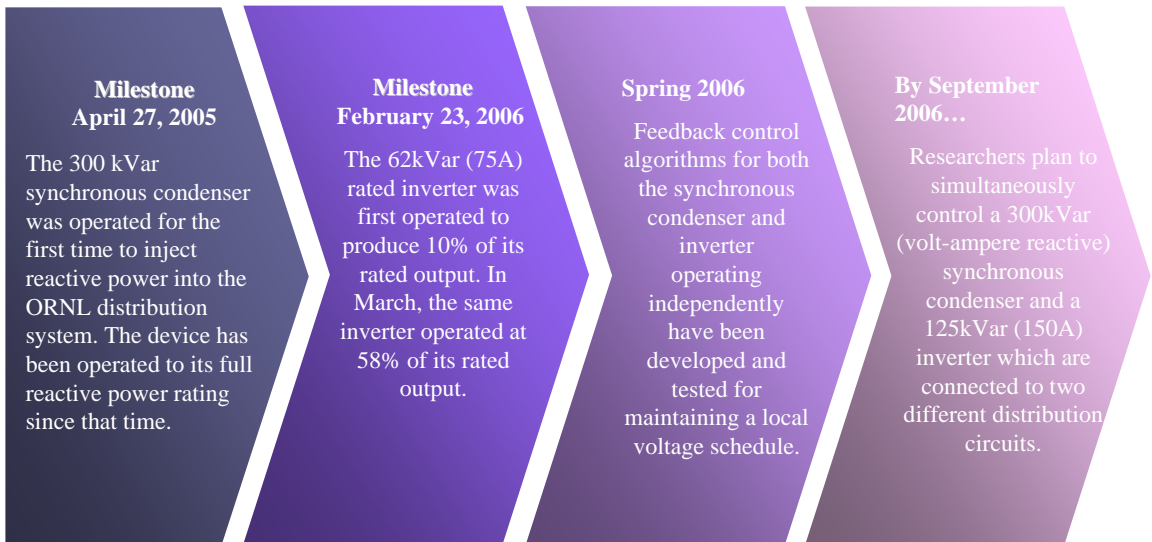 Milestone
April 27, 2005
The 300 kVar
synchronous condenser
was operated for the
first time to inject
reactive power into the
ORNL distribution
system. The device has
been operated to its full
reactive power rating
since that time.
Milestone
February 23, 2006
The 62kVar (75A)
rated inverter was
first operated to
produce 10% of its
rated output. In
March, the same
inverter operated at
58% of its rated
output.
Spring 2006
Feedback control
algorithms for both
the synchronous
condenser and
inverter
operating
independently
have been
developed and
tested for
maintaining a local
voltage schedule.
By September
2006…
Researchers plan to
simultaneously
control a 300kVar
(volt-ampere reactive)
synchronous
condenser and a
125kVar (150A)
inverter which are
connected to two
different distribution
circuits.